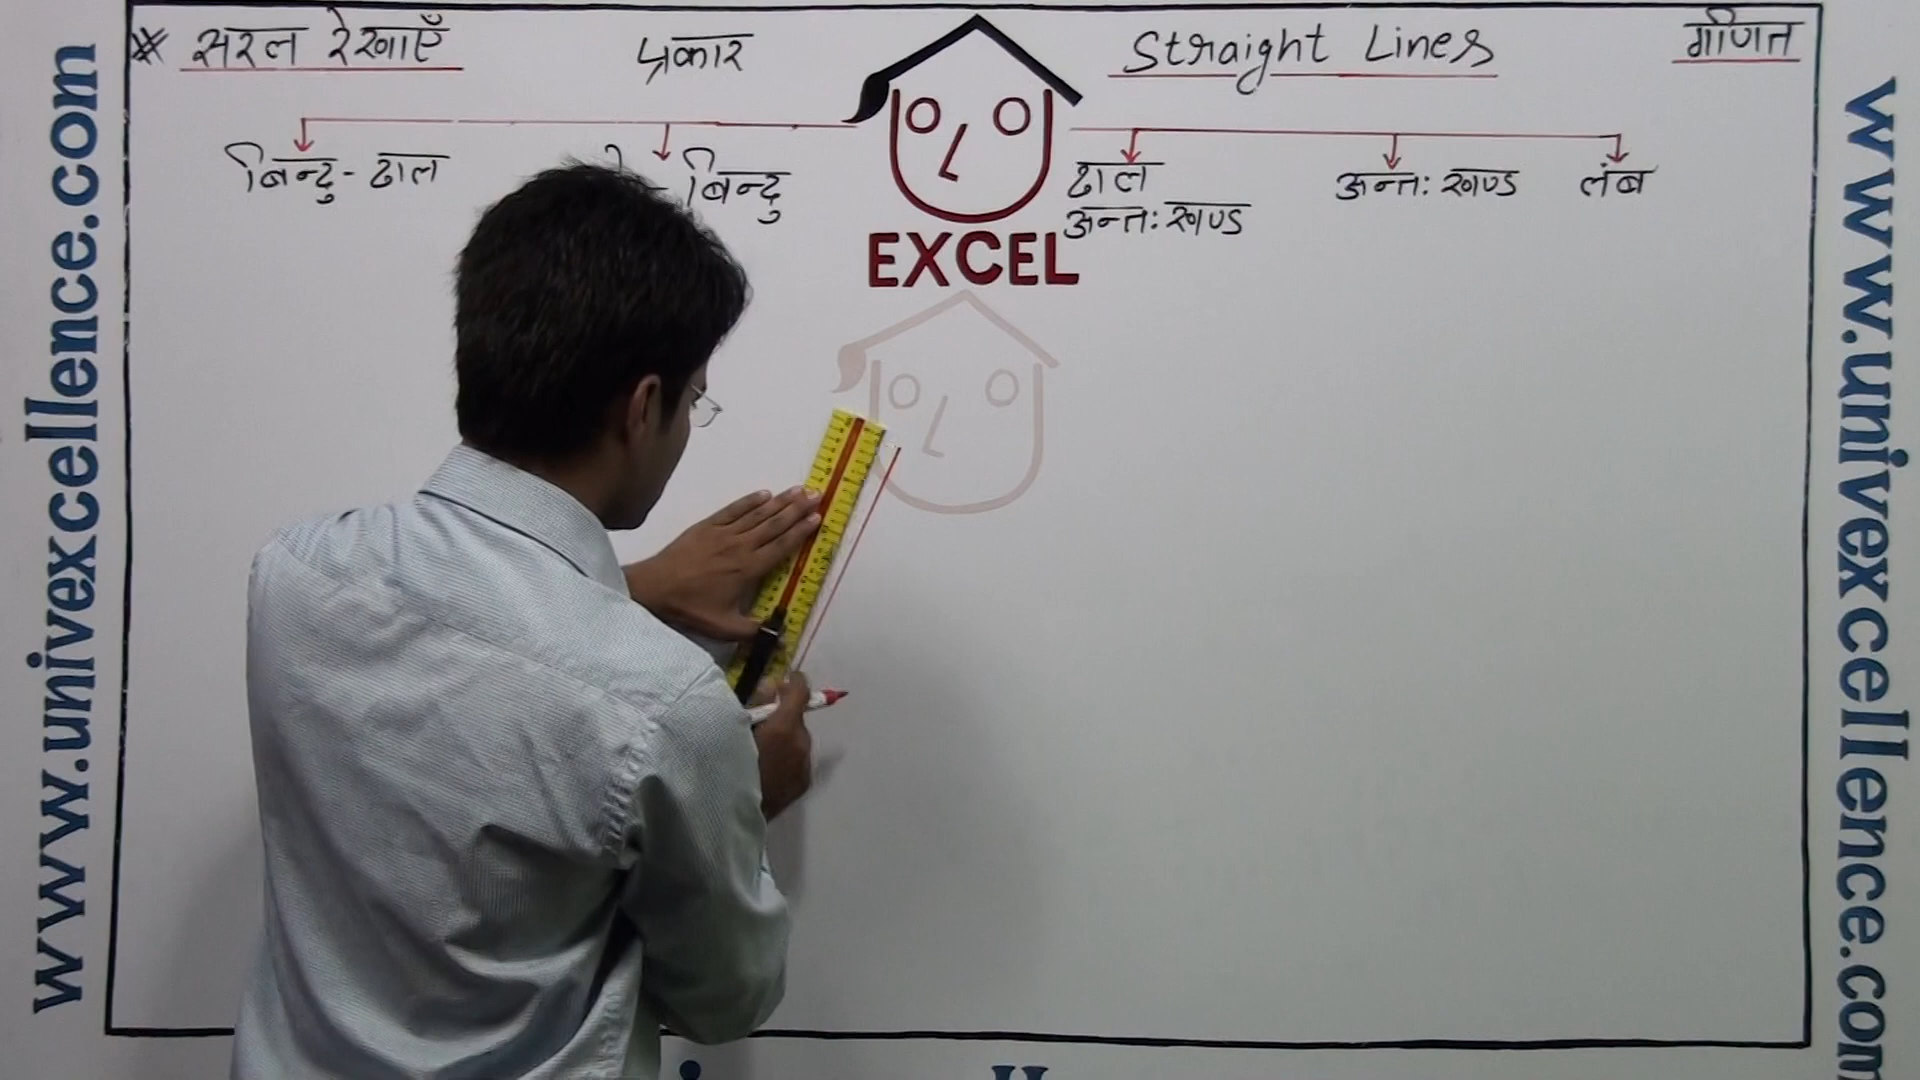 * सरल रेखाएँ प्रकार Straight Lines गणित
बिन्दु - ढाल - बिन्दु ढाल अन्तः खण्ड लंब
अन्तः खण्ड
EXCEL
www.univexcellence.com
www.univexcellence.com